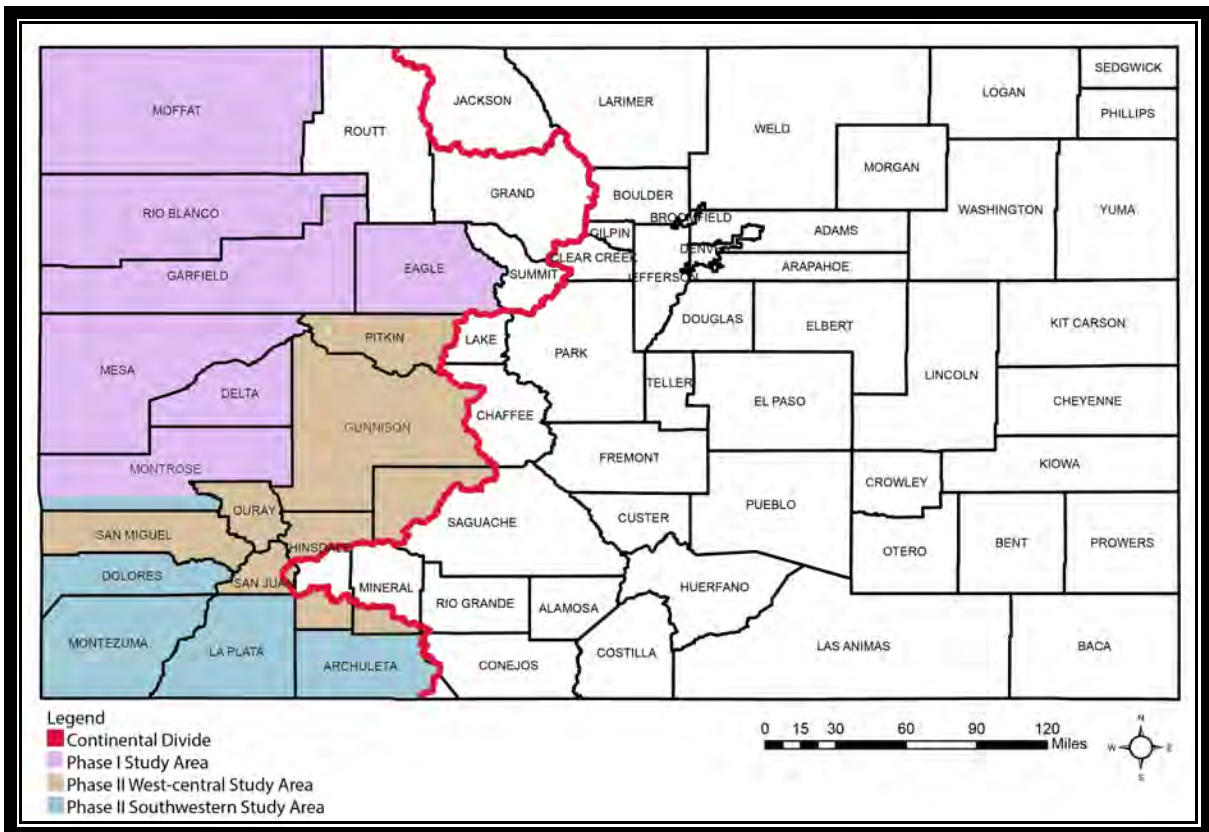 SEDGWICK
LOGAN
JACKSON
LARIMER
MOFFAT
PHILLIPS
WELD
ROUTT
MORGAN
GRAND
BOULDER
RIO BLANCO
WASHINGTON
YUMA
BROOMFIELD
GILPIN
ADAMS
DENV
CLEAR CREEK
EAGLE
ARAPAHOE
SUMMIT
GARFIELD
JEFFERSON
DOUGLAS
ELBERT
KIT CARSON
PITKIN
LAKE
PARK
MESA
LINCOLN
TELLER
DELTA
EL PASO
CHEYENNE
CHAFFEE
GUNNISON
FREMONT
KIOWA
MONTROSE
CROWLEY
PUEBLO
OURAY
CUSTER
SAGUACHE
SAN MIGUEL
BENT
PROWERS
HINSDALE
OTERO
DOLORES
SAN JUAN
MINERAL
HUERFANO
RIO GRANDE
ALAMOSA
MONTEZUMA
LA PLATA
COSTILLA
LAS ANIMAS
BACA
ARCHULETA
CONEJOS
Legend
Continental Divide
Phase I Study Area
Phase II West-central Study Area
Phase II Southwestern Study Area
0 15 30 60 90 120
Miles
N
W E
S